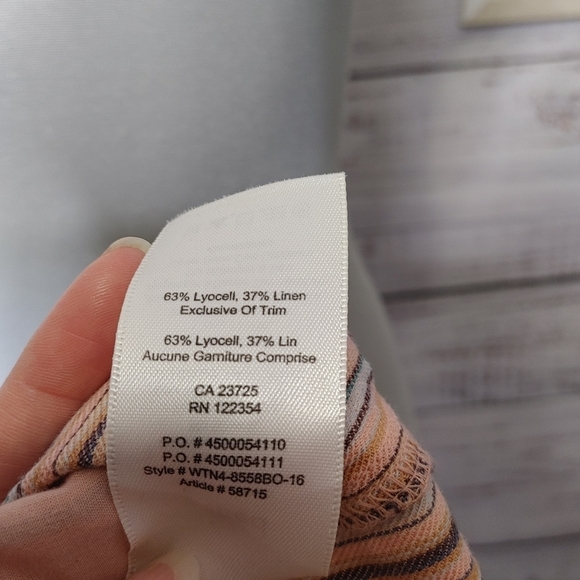 63% Lyocell, 37% Linen
Exclusive Of Trim
63% Lyocell, 37% Lin
Aucune Garniture Comprise
CA 23725
RN 122354
P.O. # 4500054110
P.O. # 4500054111
Style # WTN4-8558BO-16
Article # 58715